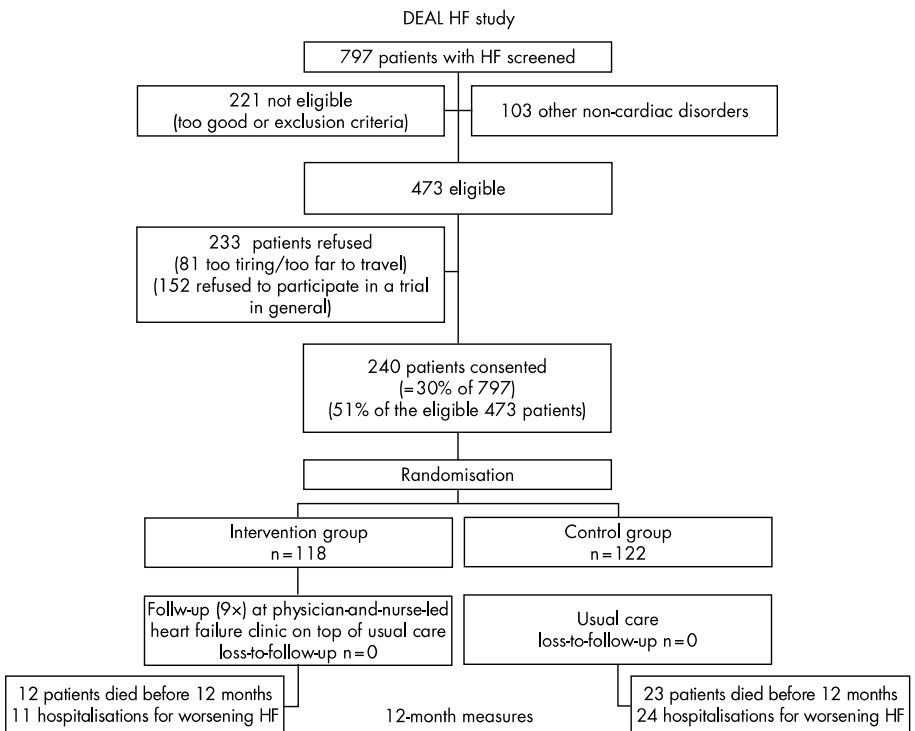 DEAL HF study
797 patients with HF screened
221 not eligible
(too good or exclusion criteria)
103 other non-cardiac disorders
473 eligible
233 patients refused
(81 too tiring/too far to travel)
(152 refused to participate in a trial
in general)
240 patients consented
(=30% of 797)
(51% of the eligible 473 patients)
Randomisation
Intervention group
n=118
Control group
n=122
Follw-up (9×) at physician-and-nurse-led
heart failure clinic on top of usual care
loss-to-follow-up n=0
Usual care
loss-to-follow-up n=0
12 patients died before 12 months
11 hospitalisations for worsening HF
12-month measures
23 patients died before 12 months
24 hospitalisations for worsening HF